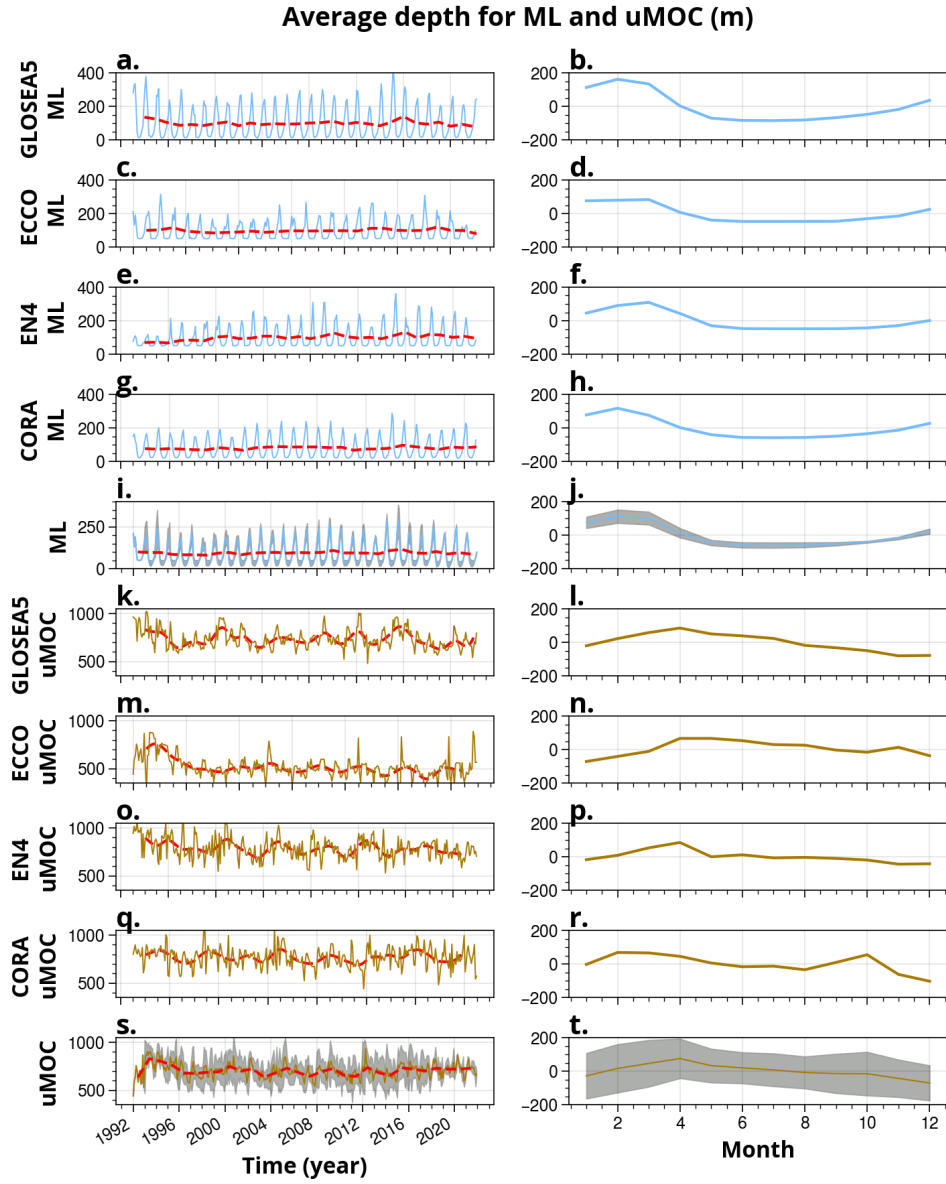 Average depth for ML and uMOC (m)
a.
b.
GLOSEA5
ML
400
200
0
200
0
−200
c.
d.
ECCO
ML
400
200
0
200
0
−200
e.
f.
EN4
ML
400
200
0
200
0
−200
g.
h.
CORA
ML
400
200
0
200
0
−200
i.
j.
ML
250
0
200
0
−200
k.
l.
GLOSEA5
uMOC
1000
500
200
0
−200
m.
n.
ECCO
uMOC
1000
500
200
0
−200
o.
p.
EN4
uMOC
1000
500
200
0
−200
q.
r.
CORA
uMOC
1000
500
200
0
−200
s.
t.
uMOC
1000
500
200
0
−200
1992 1996 2000 2004 2008 2012 2016 2020
2 4 6 8 10 12
Time (year)
Month